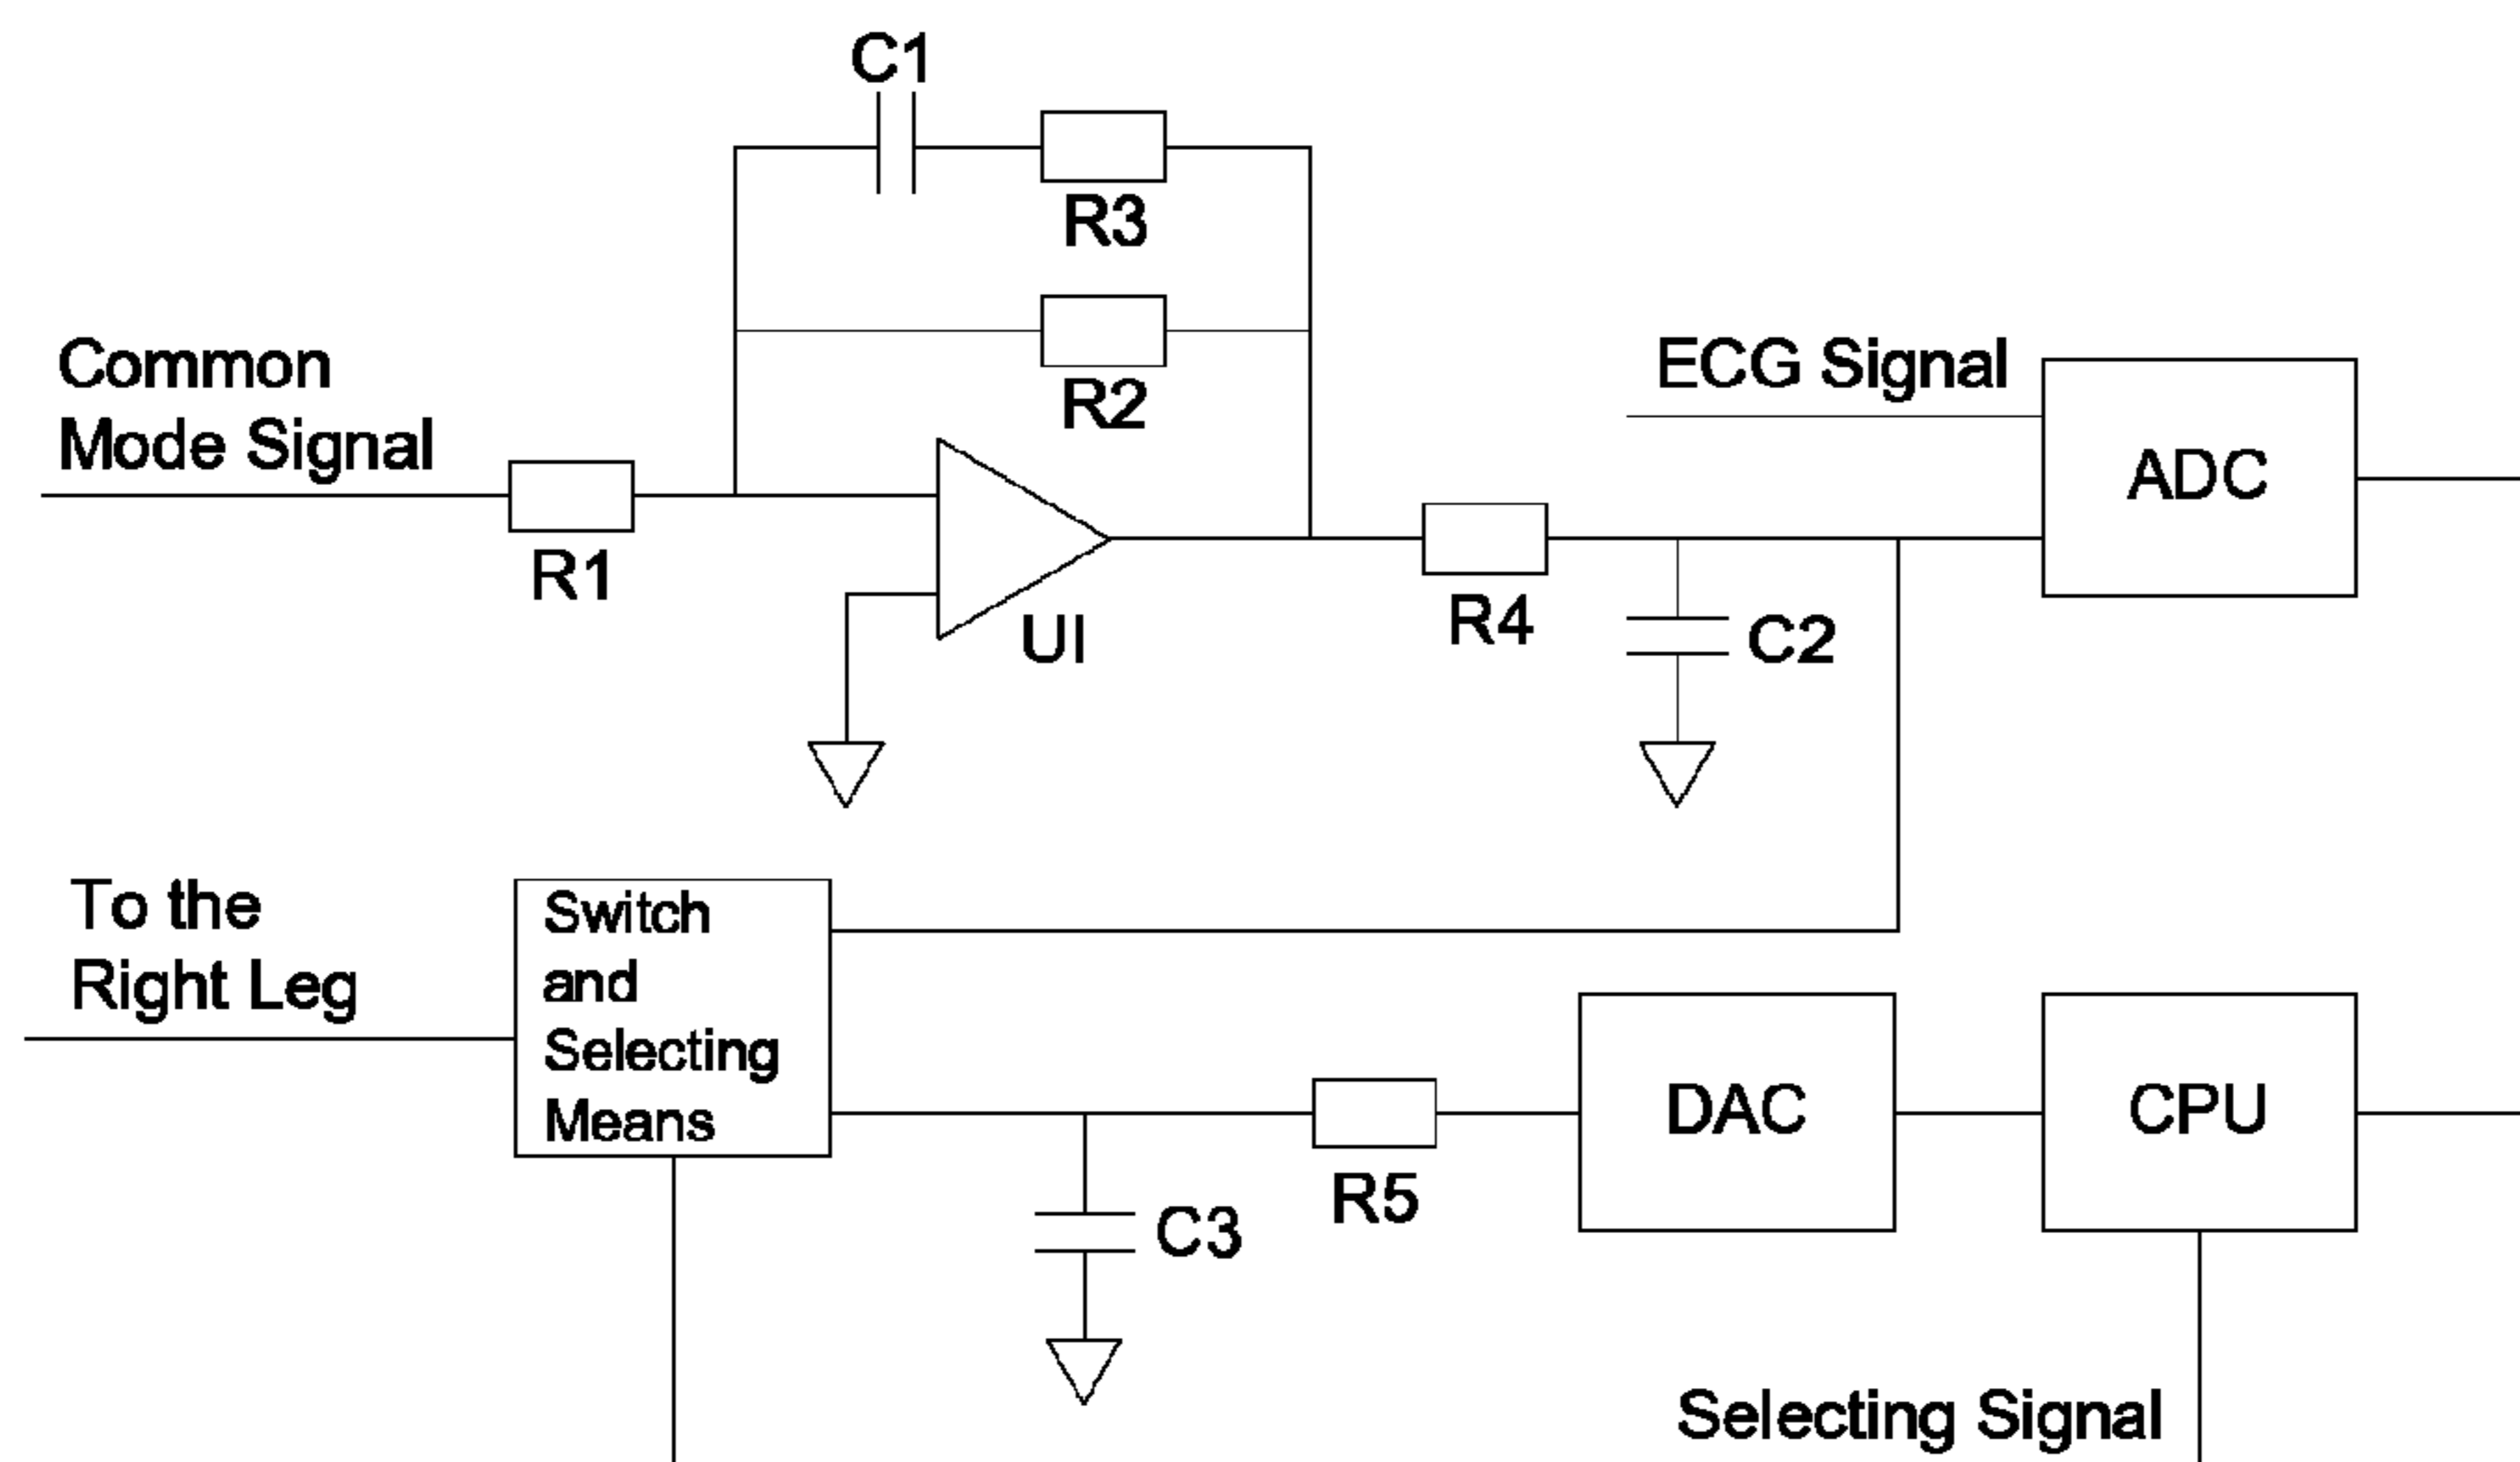 C1
R3
R2
Common
Mode Signal
R1
UI
ECG Signal
ADC
R4
C2
To the
Right Leg
Switch
and
Selecting
Means
DAC
CPU
R5
C3
Selecting Signal